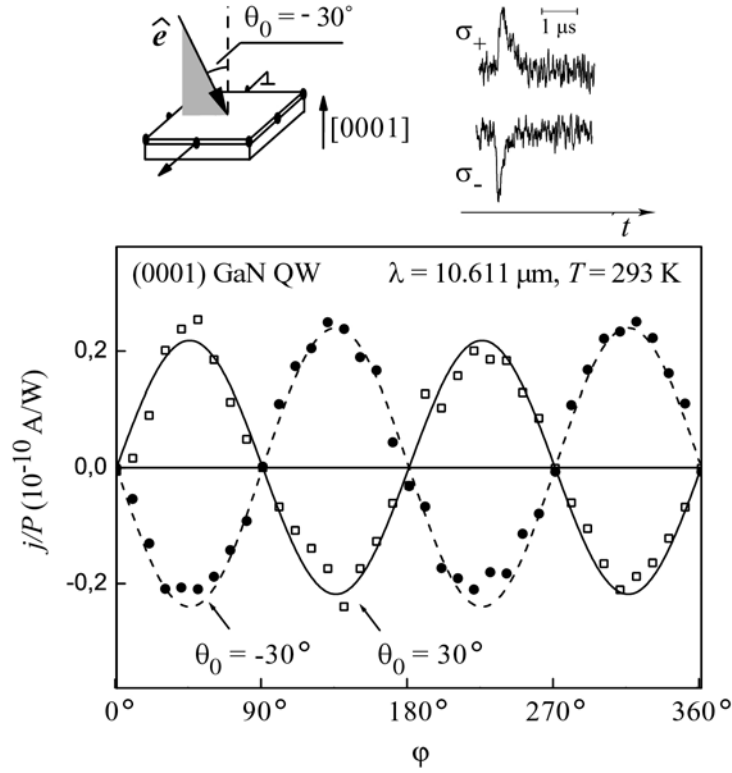 θ₀ = - 30°
ê
[0001]
σ₊
1 μs
σ₋
t
(0001) GaN QW
λ = 10.611 μm, T = 293 K
j/P (10⁻¹⁰ A/W)
0,2
0,0
-0,2
θ₀ = -30°
θ₀ = 30°
0° 90° 180° 270° 360°
φ